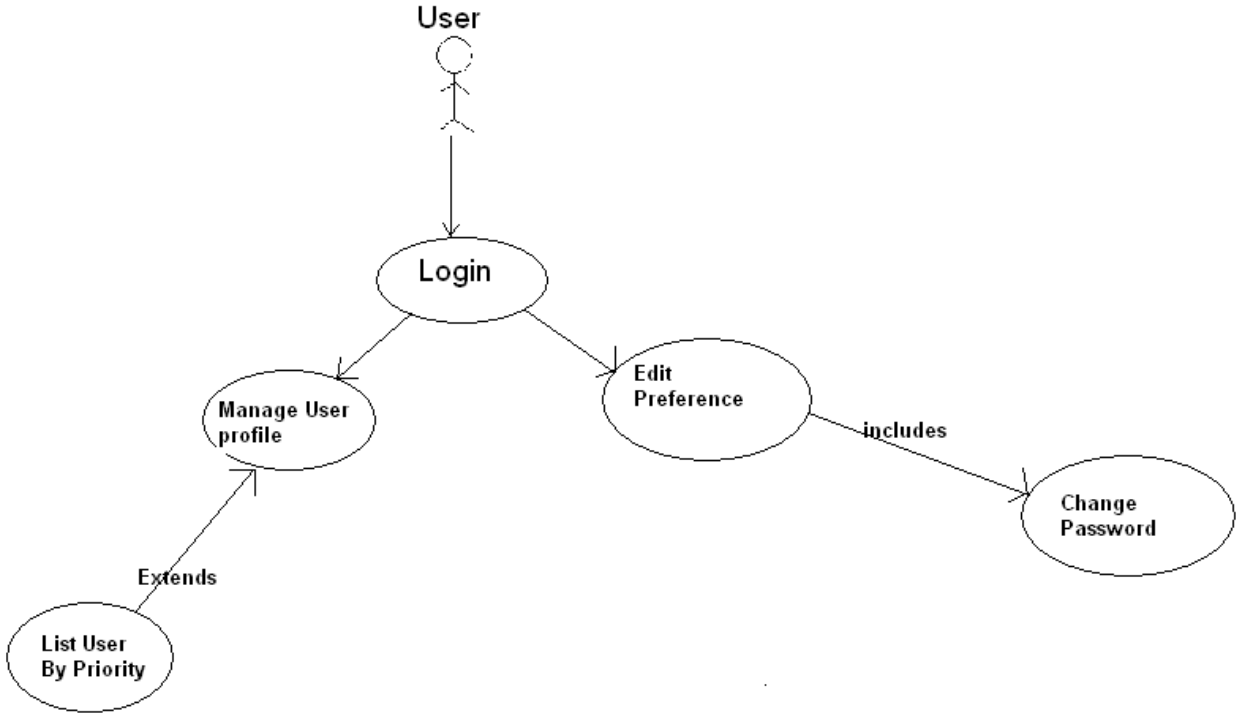 User
Login
Manage User
profile
Edit
Preference
includes
Change
Password
Extends
List User
By Priority